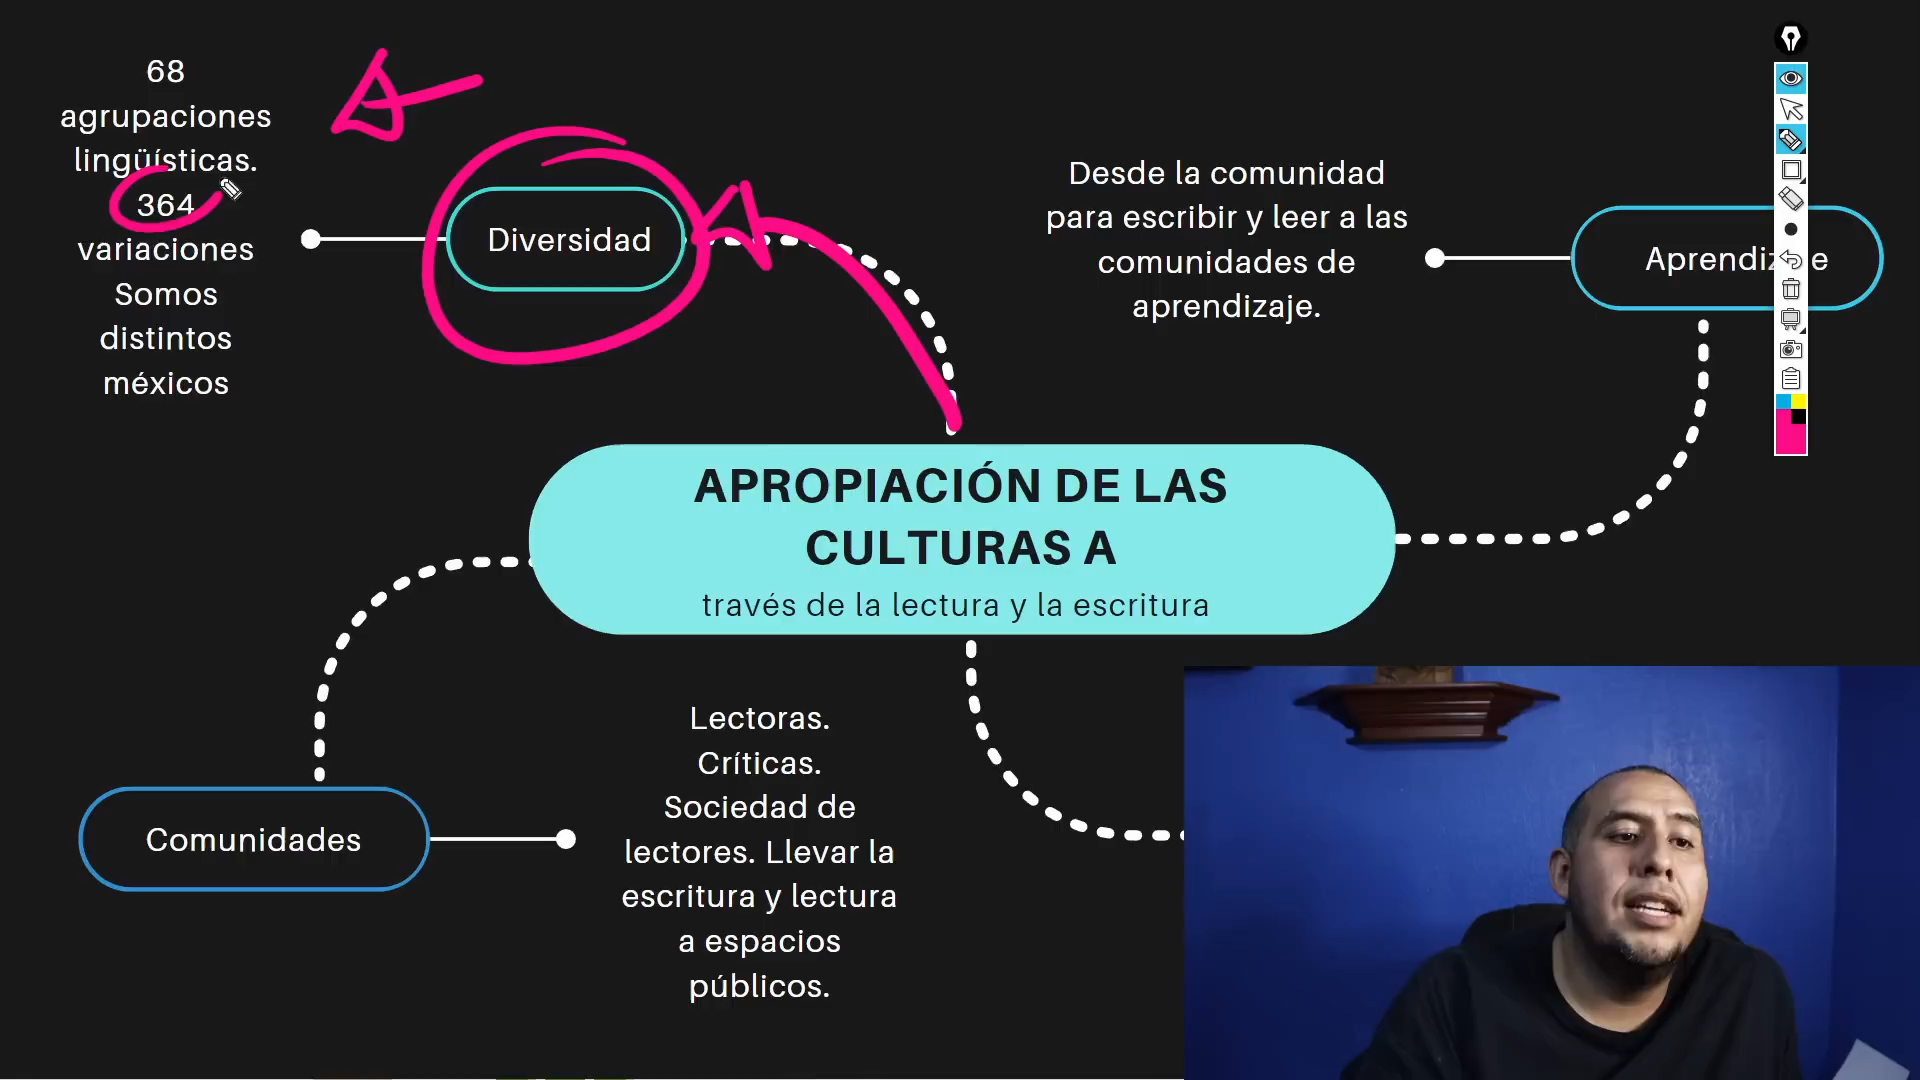 68
agrupaciones
lingüísticas.
364
variaciones
Somos
distintos
méxicos
Diversidad
Desde la comunidad
para escribir y leer a las
comunidades de
aprendizaje.
APROPIACIÓN DE LAS
CULTURAS A
través de la lectura y la escritura
Comunidades
Lectoras.
Críticas.
Sociedad de
lectores. Llevar la
escritura y lectura
a espacios
públicos.